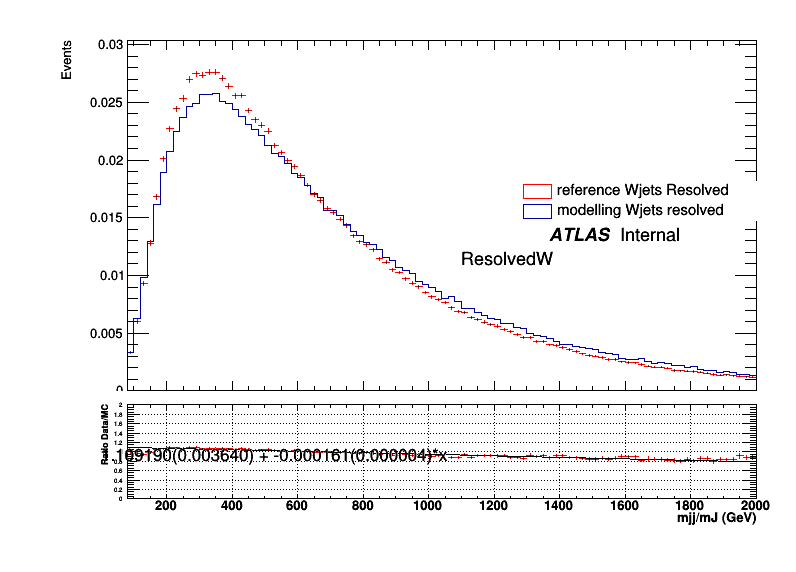 Events
0.03
0.025
0.02
0.015
0.01
0.005
0
reference Wjets Resolved
modelling Wjets resolved
ATLAS Internal
ResolvedW
Ratio Data/MC
2
1.8
1.6
1.4
1.2
1
0.8
0.6
0.4
0.2
0
109190(0.003640) + -0.000161(0.000004)*x
200 400 600 800 1000 1200 1400 1600 1800 2000
mjj/mJ (GeV)